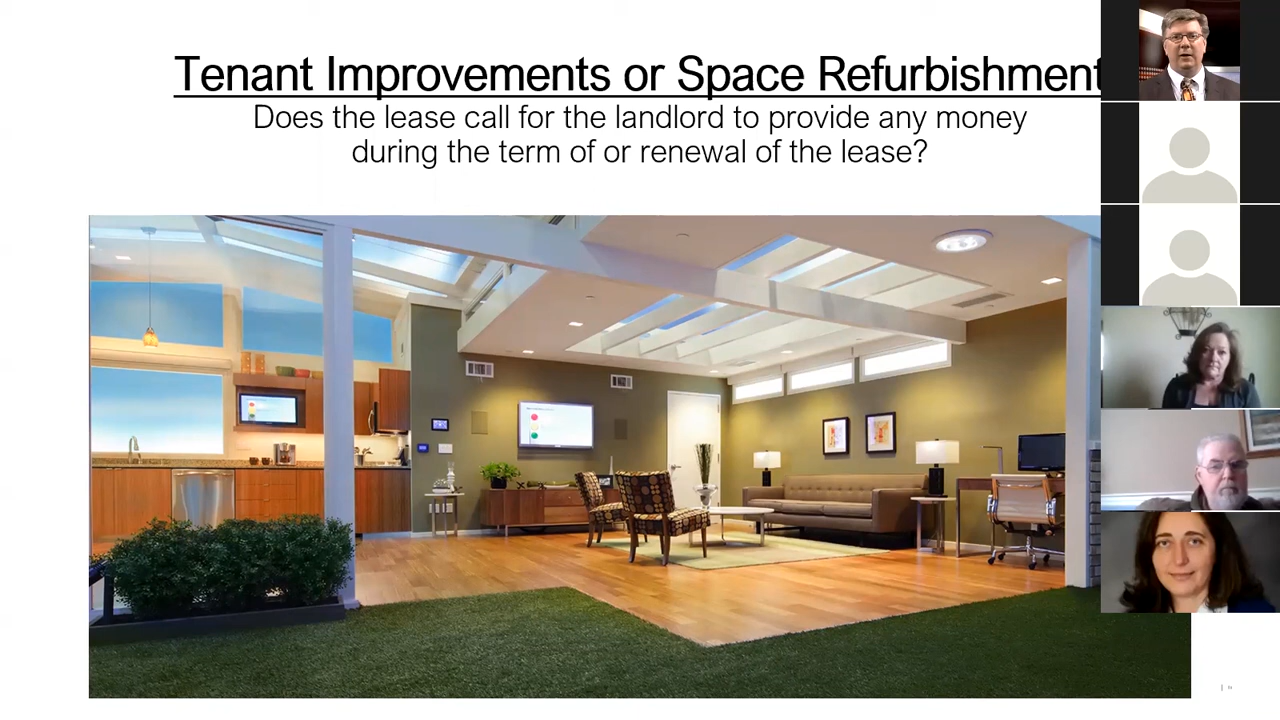 Tenant Improvements or Space Refurbishment
Does the lease call for the landlord to provide any money
during the term of or renewal of the lease?